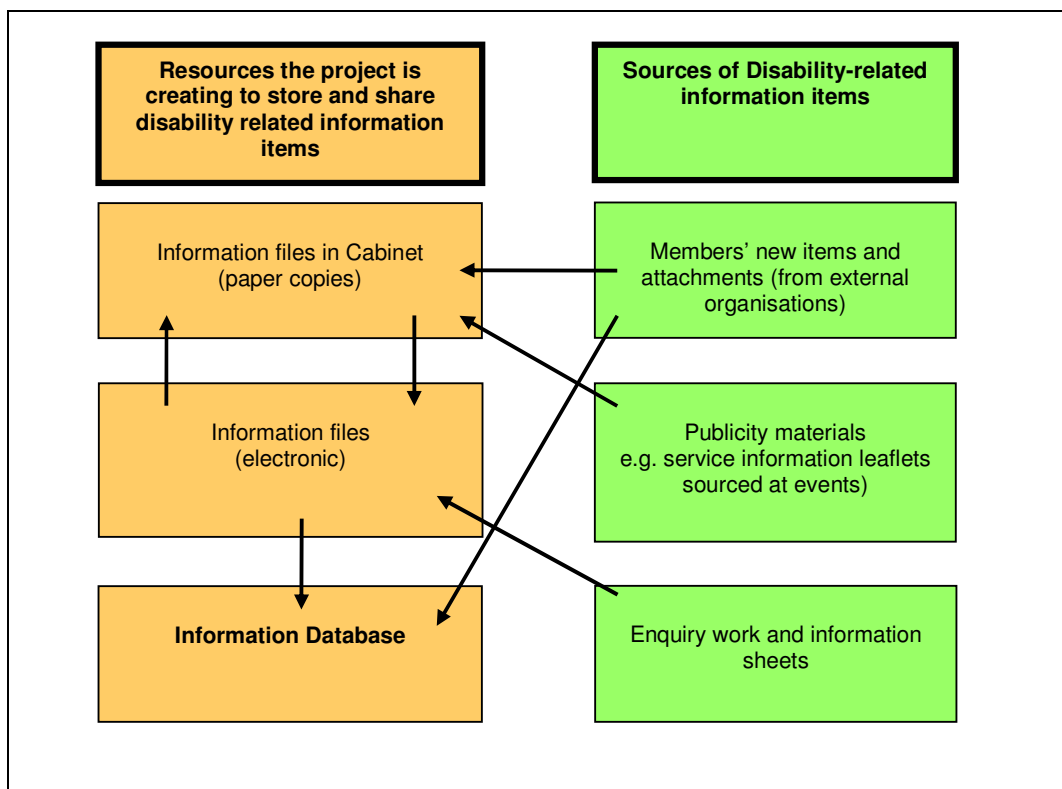 Resources the project is
creating to store and share
disability related information
items
Sources of Disability-related
information items
Information files in Cabinet
(paper copies)
Members’ new items and
attachments (from external
organisations)
Information files
(electronic)
Publicity materials
e.g. service information leaflets
sourced at events)
Information Database
Enquiry work and information
sheets